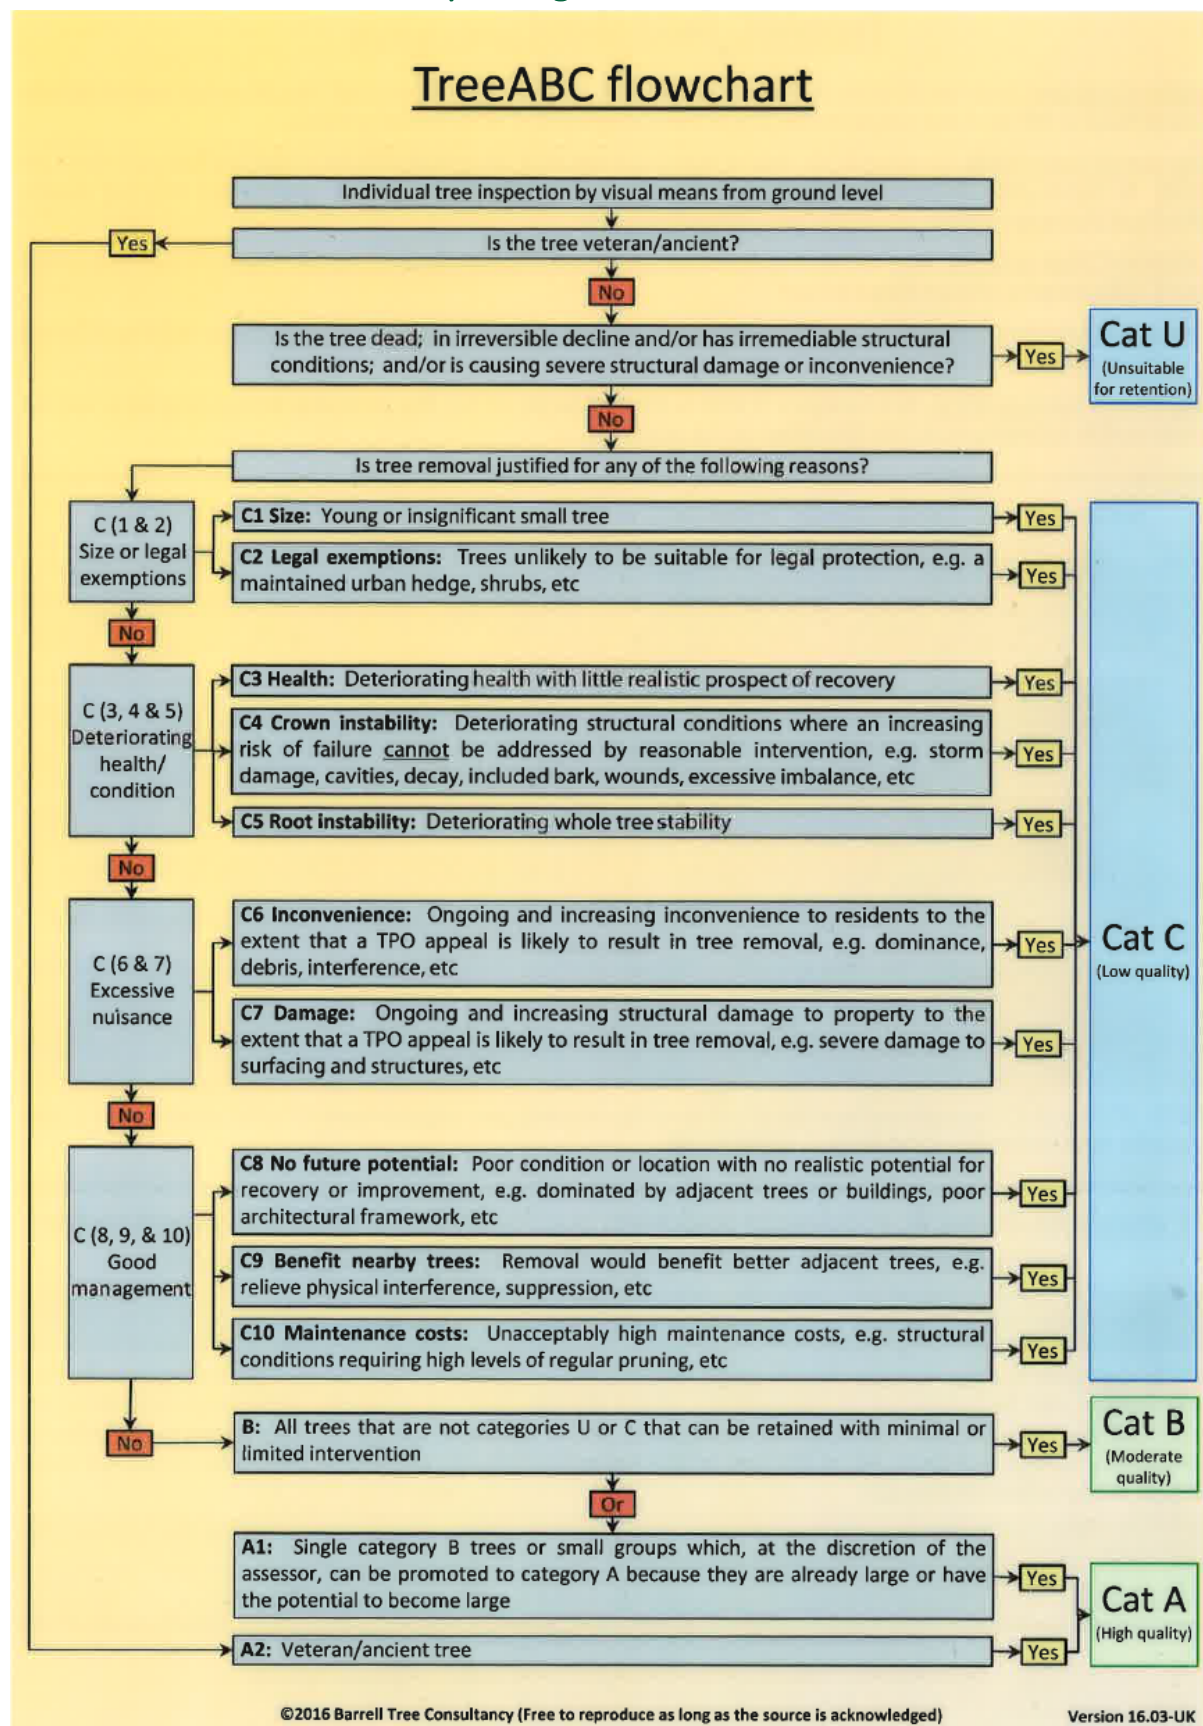 TreeABC flowchart
Individual tree inspection by visual means from ground level
Yes
Is the tree veteran/ancient?
No
Is the tree dead; in irreversible decline and/or has irremediable structural
conditions; and/or is causing severe structural damage or inconvenience?
Yes
Cat U
(Unsuitable
for retention)
No
Is tree removal justified for any of the following reasons?
C (1 & 2)
Size or legal
exemptions
C1 Size: Young or insignificant small tree
Yes
C2 Legal exemptions: Trees unlikely to be suitable for legal protection, e.g. a
maintained urban hedge, shrubs, etc
Yes
No
C (3, 4 & 5)
Deteriorating
health/
condition
C3 Health: Deteriorating health with little realistic prospect of recovery
Yes
C4 Crown instability: Deteriorating structural conditions where an increasing
risk of failure cannot be addressed by reasonable intervention, e.g. storm
damage, cavities, decay, included bark, wounds, excessive imbalance, etc
Yes
C5 Root instability: Deteriorating whole tree stability
Yes
No
C (6 & 7)
Excessive
nuisance
C6 Inconvenience: Ongoing and increasing inconvenience to residents to the
extent that a TPO appeal is likely to result in tree removal, e.g. dominance,
debris, interference, etc
Yes
C7 Damage: Ongoing and increasing structural damage to property to the
extent that a TPO appeal is likely to result in tree removal, e.g. severe damage to
surfacing and structures, etc
Yes
Cat C
(Low quality)
No
C (8, 9, & 10)
Good
management
C8 No future potential: Poor condition or location with no realistic potential for
recovery or improvement, e.g. dominated by adjacent trees or buildings, poor
architectural framework, etc
Yes
C9 Benefit nearby trees: Removal would benefit better adjacent trees, e.g.
relieve physical interference, suppression, etc
Yes
C10 Maintenance costs: Unacceptably high maintenance costs, e.g. structural
conditions requiring high levels of regular pruning, etc
Yes
No
B: All trees that are not categories U or C that can be retained with minimal or
limited intervention
Yes
Cat B
(Moderate
quality)
Or
A1: Single category B trees or small groups which, at the discretion of the
assessor, can be promoted to category A because they are already large or have
the potential to become large
Yes
A2: Veteran/ancient tree
Yes
Cat A
(High quality)
©2016 Barrell Tree Consultancy (Free to reproduce as long as the source is acknowledged)
Version 16.03-UK